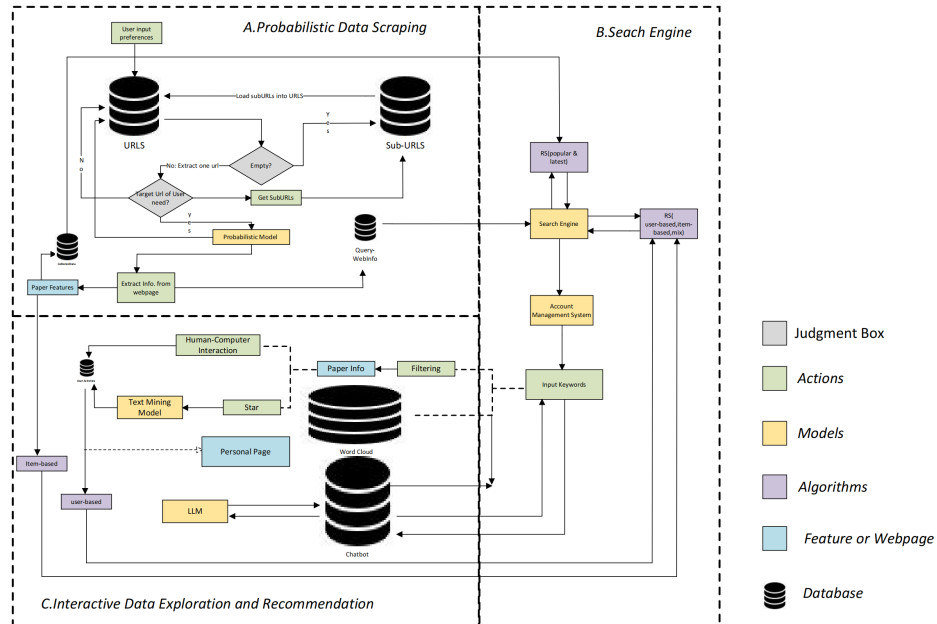 A.Probabilistic Data Scraping
B.Seach Engine
User input
preferences
Load subURLs into URLS
y
e
s
URLS
Sub-URLS
N
o
No: Extract one url
Empty?
RS(popular &
latest)
Target Url of User
need?
Get SubURLs
y
e
s
Probabilistic Model
Query-
WebInfo
Search Engine
RS(
user-based,item-
based,mix)
Paper Features
Extract Info. from
webpage
Account
Management System
Human-Computer
Interaction
Paper Info
Filtering
Input Keywords
Text Mining
Model
Star
Word Cloud
Personal Page
Item-based
user-based
LLM
Chatbot
C.Interactive Data Exploration and Recommendation
Judgment Box
Actions
Models
Algorithms
Feature or Webpage
Database